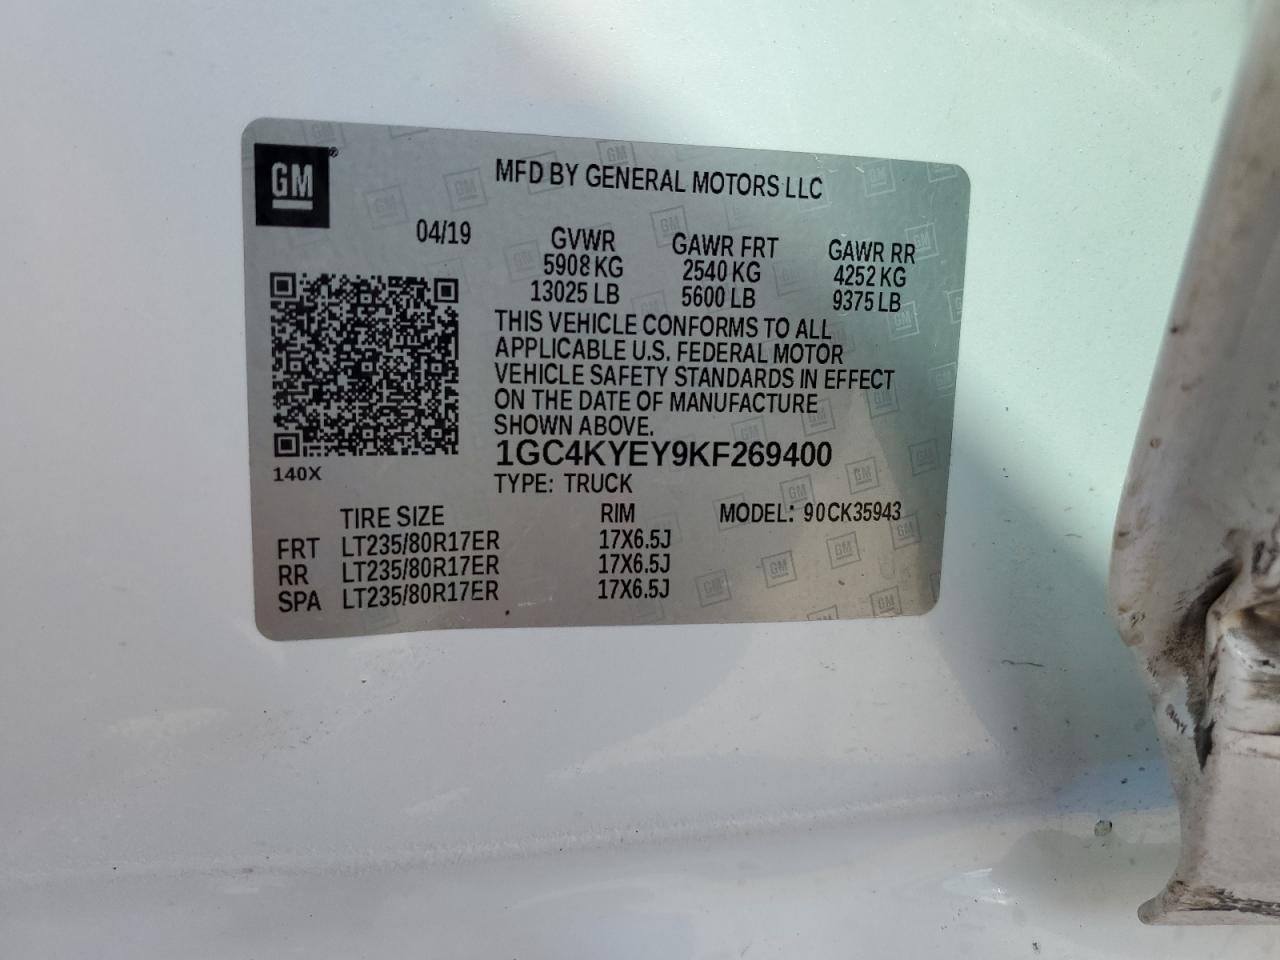 GM
MFD BY GENERAL MOTORS LLC
04/19
GVWR GAWR FRT GAWR RR
5908 KG 2540 KG 4252 KG
13025 LB 5600 LB 9375 LB
THIS VEHICLE CONFORMS TO ALL
APPLICABLE U.S. FEDERAL MOTOR
VEHICLE SAFETY STANDARDS IN EFFECT
ON THE DATE OF MANUFACTURE
SHOWN ABOVE.
1GC4KYEY9KF269400
140X
TYPE: TRUCK
TIRE SIZE RIM MODEL: 90CK35943
FRT LT235/80R17ER 17X6.5J
RR LT235/80R17ER 17X6.5J
SPA LT235/80R17ER 17X6.5J